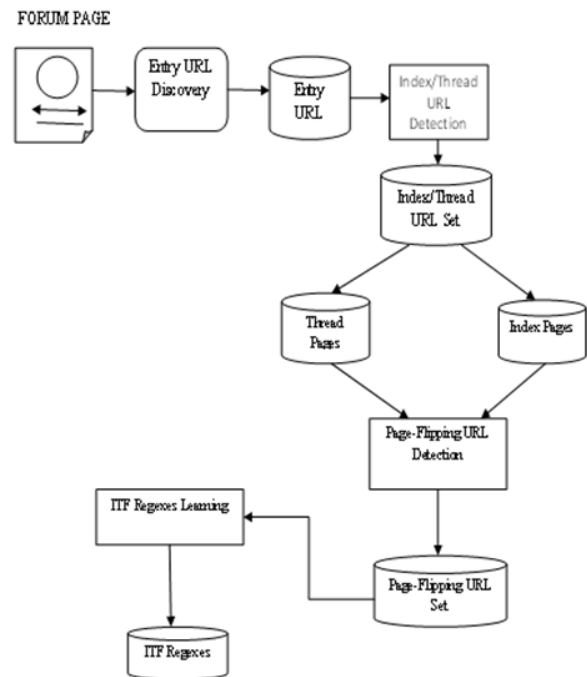 FORUM PAGE
Entry URL
Discovery
Entry
URL
Index/Thread
URL
Detection
Index/Thread
URL Set
Thread
Pages
Index Pages
Page-Flipping URL
Detection
ITF Regexes Learning
Page-Flipping URL
Set
ITF Regexes